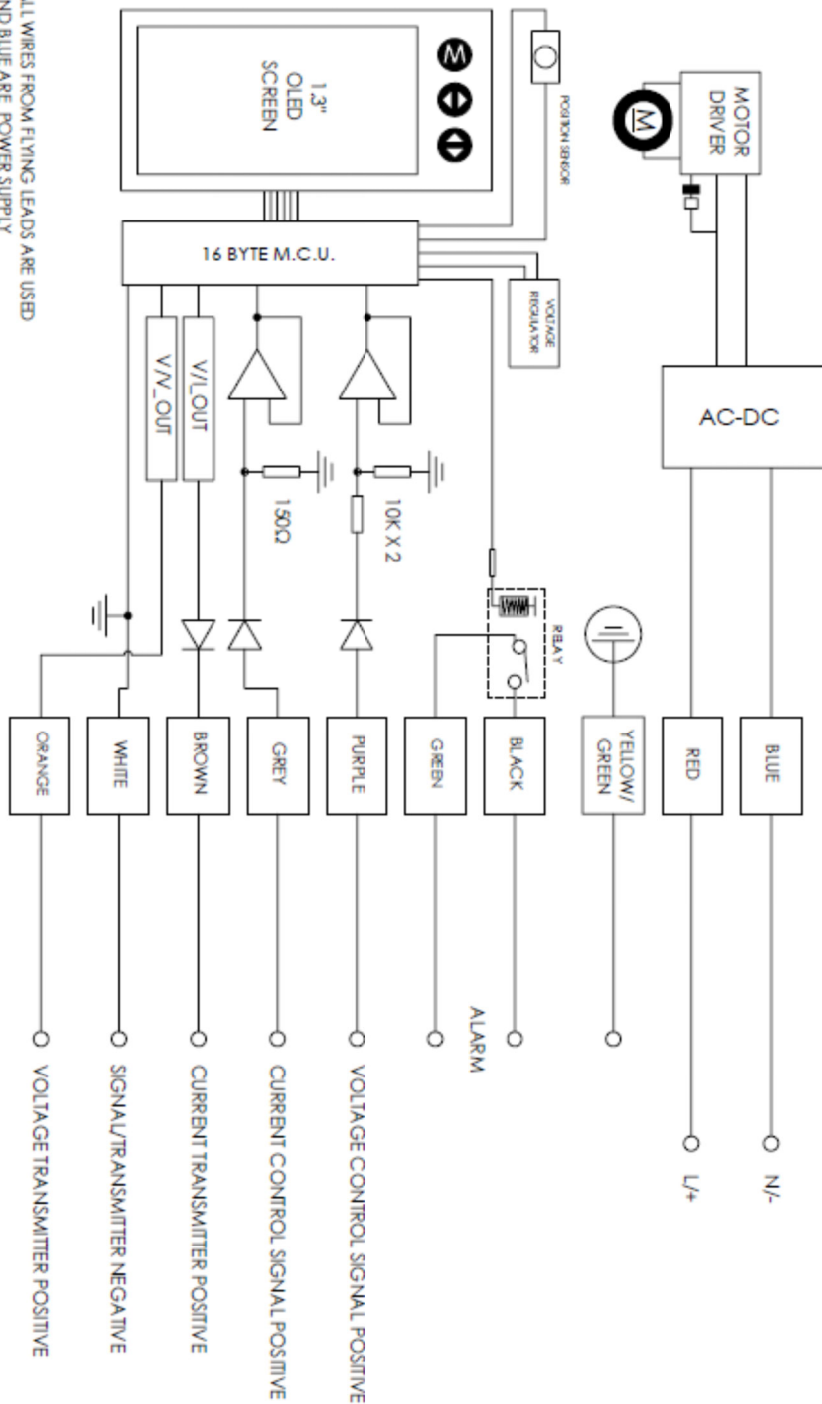 MOTOR
DRIVER
M
AC-DC
POSITION SENSOR
M
1.3"
OLED
SCREEN
16 BYTE M.C.U.
VOLTAGE
REGULATOR
V/I_OUT
V/V_OUT
10K X 2
150Ω
RELAY
BLUE
N/-
RED
L/+
YELLOW/
GREEN
BLACK
ALARM
GREEN
PURPLE
VOLTAGE CONTROL SIGNAL POSITIVE
GREY
CURRENT CONTROL SIGNAL POSITIVE
BROWN
CURRENT TRANSMITTER POSITIVE
WHITE
SIGNAL/TRANSMITTER NEGATIVE
ORANGE
VOLTAGE TRANSMITTER POSITIVE
ALL WIRES FROM FLYING LEADS ARE USED
ND BLUE ARE POWER SUPPLY